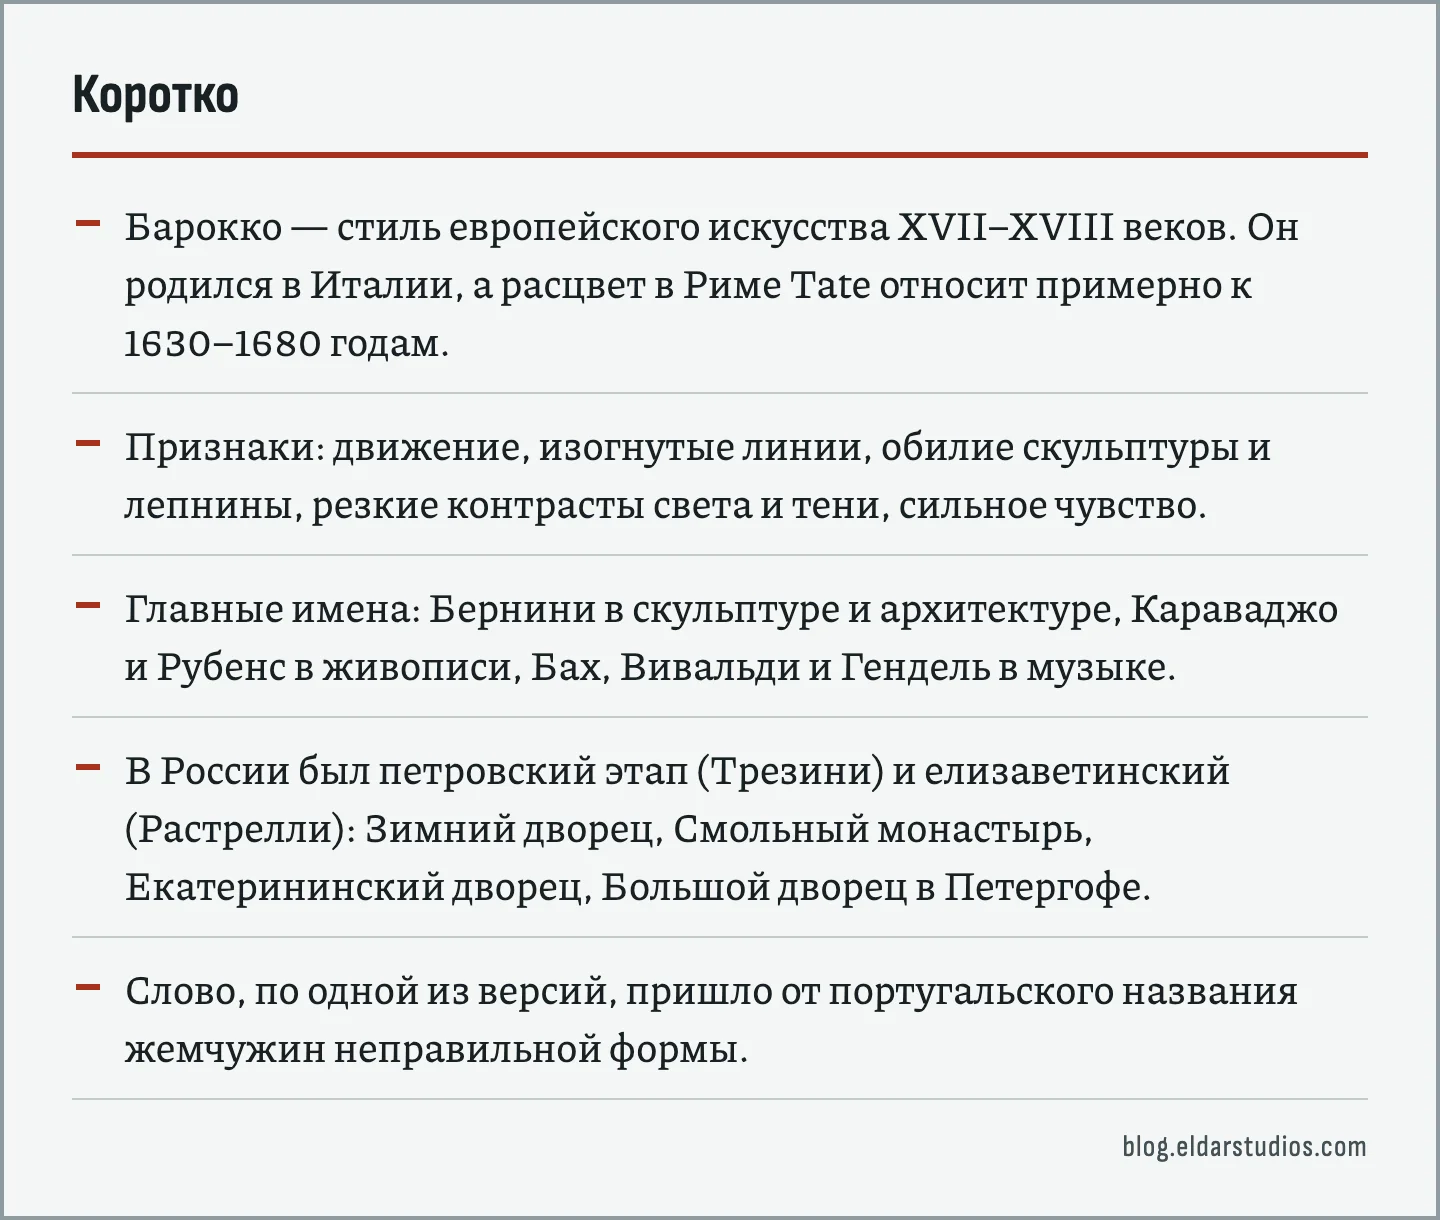 Коротко
Барокко — стиль европейского искусства XVII–XVIII веков. Он
родился в Италии, а расцвет в Риме Tate относит примерно к
1630–1680 годам.
Признаки: движение, изогнутые линии, обилие скульптуры и
лепнины, резкие контрасты света и тени, сильное чувство.
Главные имена: Бернини в скульптуре и архитектуре, Караваджо
и Рубенс в живописи, Бах, Вивальди и Гендель в музыке.
В России был петровский этап (Трезини) и елизаветинский
(Растрелли): Зимний дворец, Смольный монастырь,
Екатерининский дворец, Большой дворец в Петергофе.
Слово, по одной из версий, пришло от португальского названия
жемчужин неправильной формы.
blog.eldarstudios.com